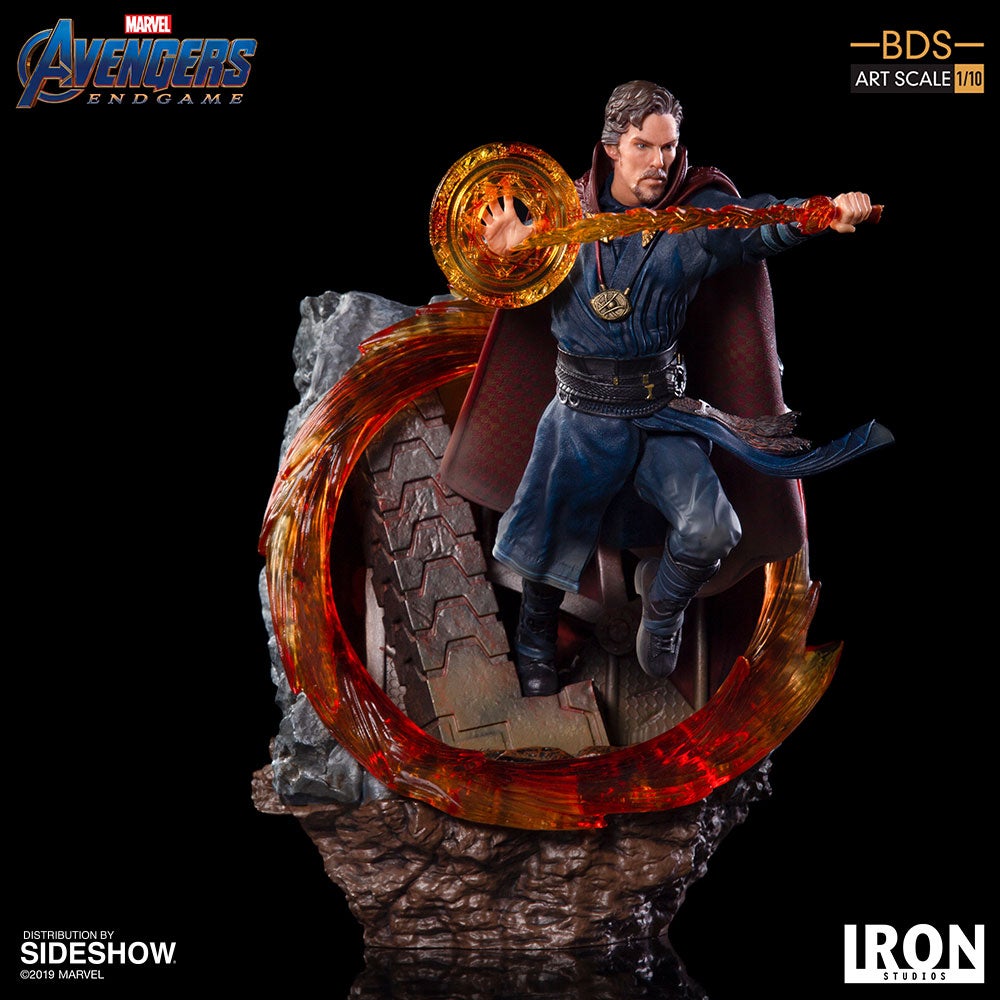 MARVEL
AVENGERS
ENDGAME
BDS
ART SCALE 1/10
DISTRIBUTION BY
SIDESHOW
©2019 MARVEL
IRON
STUDIOS